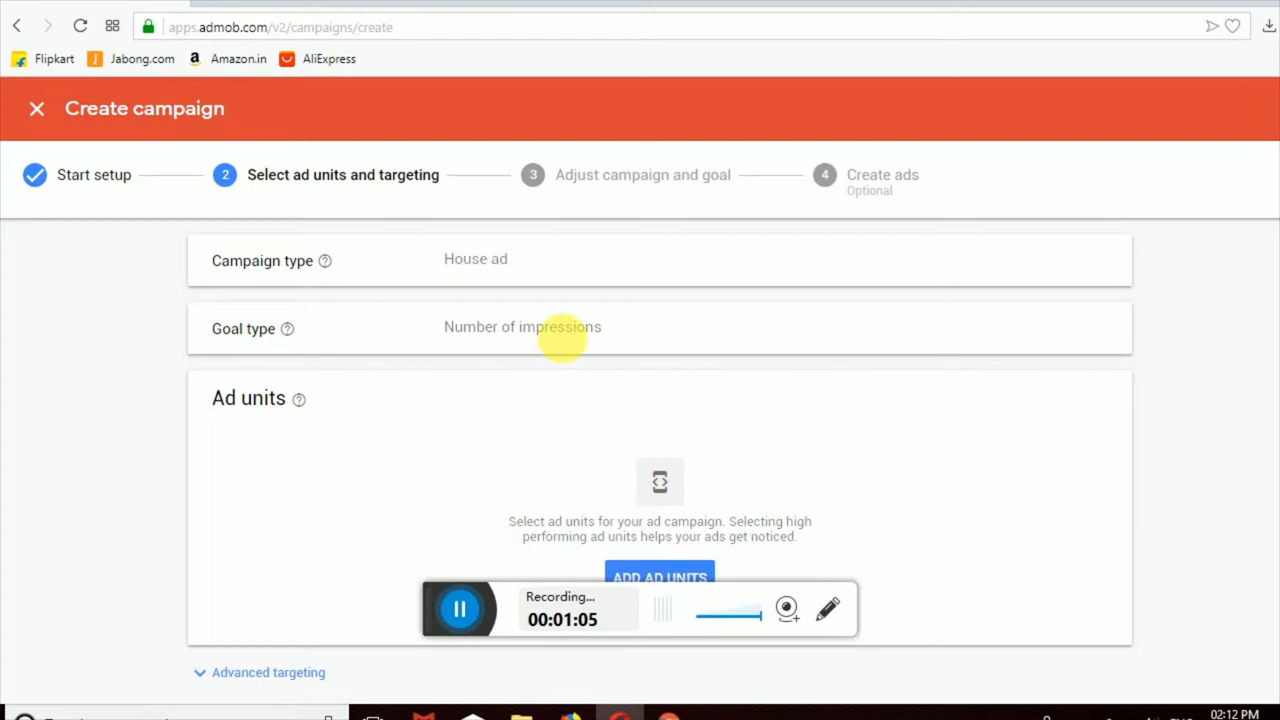 apps.admob.com/v2/campaigns/create
Flipkart
Jabong.com
Amazon.in
AliExpress
Create campaign
Start setup
2 Select ad units and targeting
3 Adjust campaign and goal
4 Create ads
Optional
Campaign type
House ad
Goal type
Number of impressions
Ad units
Select ad units for your ad campaign. Selecting high
performing ad units helps your ads get noticed.
ADD AD UNITS
Recording...
00:01:05
Advanced targeting
02:12 PM